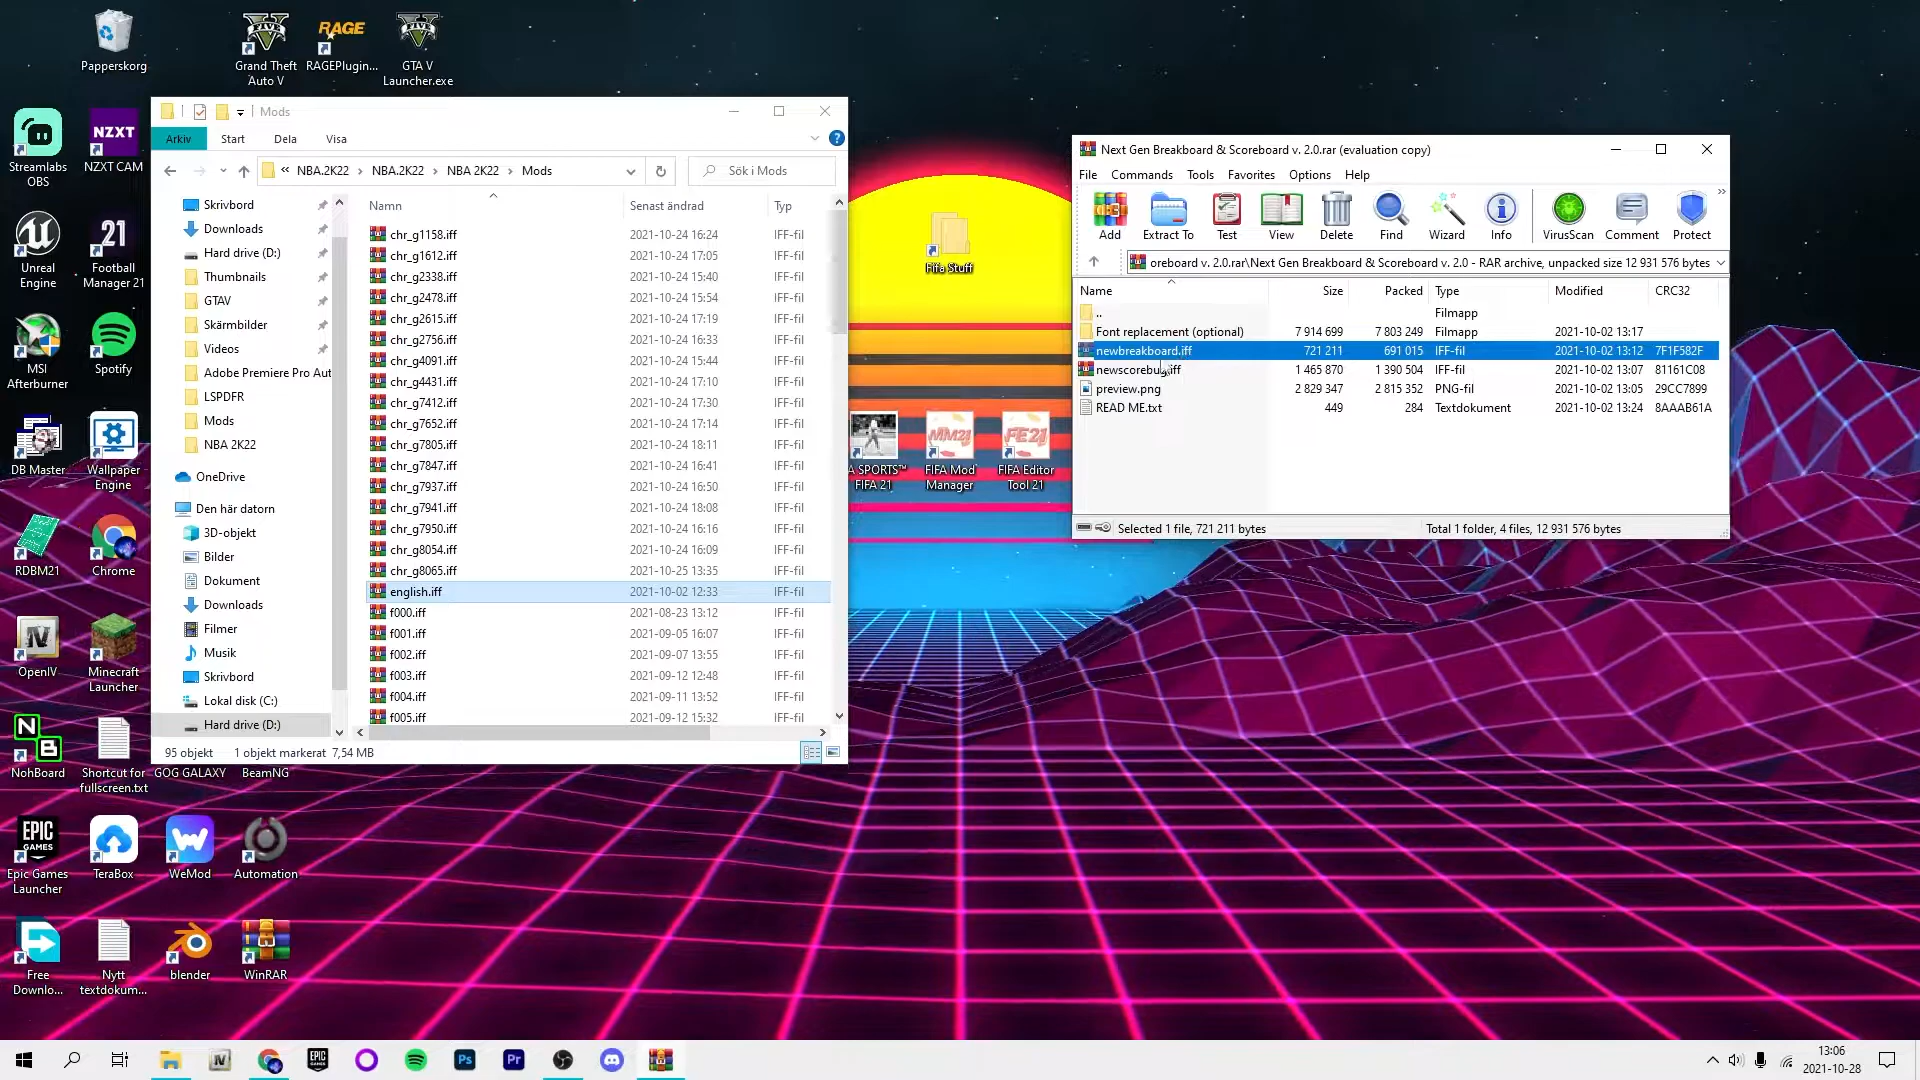 Papperskorg
Grand Theft
Auto V
RAGE
RAGEPlugin...
GTA V
Launcher.exe
Streamlabs
OBS
NZXT
NZXT CAM
Unreal
Engine
21
Football
Manager 21
MSI
Afterburner
Spotify
DB Master
Wallpaper
Engine
RDBM21
Chrome
OpenIV
Minecraft
Launcher
NohBoard
Shortcut for
fullscreen.txt
GOG GALAXY
BeamNG
EPIC
GAMES
Epic Games
Launcher
TeraBox
WeMod
Automation
Free
Downlo...
Nytt
textdokum...
blender
WinRAR
Mods
Arkiv
Start
Dela
Visa
« NBA.2K22 › NBA.2K22 › NBA 2K22 › Mods
Sök i Mods
Skrivbord
Downloads
Hard drive (D:)
Thumbnails
GTAV
Skärmbilder
Videos
Adobe Premiere Pro Aut
LSPDFR
Mods
NBA 2K22
OneDrive
Den här datorn
3D-objekt
Bilder
Dokument
Downloads
Filmer
Musik
Skrivbord
Lokal disk (C:)
Hard drive (D:)
Namn Senast ändrad Typ
chr_g1158.iff 2021-10-24 16:24 IFF-fil
chr_g1612.iff 2021-10-24 17:05 IFF-fil
chr_g2338.iff 2021-10-24 15:40 IFF-fil
chr_g2478.iff 2021-10-24 15:54 IFF-fil
chr_g2615.iff 2021-10-24 17:19 IFF-fil
chr_g2756.iff 2021-10-24 16:33 IFF-fil
chr_g4091.iff 2021-10-24 15:44 IFF-fil
chr_g4431.iff 2021-10-24 17:10 IFF-fil
chr_g7412.iff 2021-10-24 17:30 IFF-fil
chr_g7652.iff 2021-10-24 17:14 IFF-fil
chr_g7805.iff 2021-10-24 18:11 IFF-fil
chr_g7847.iff 2021-10-24 16:41 IFF-fil
chr_g7937.iff 2021-10-24 16:50 IFF-fil
chr_g7941.iff 2021-10-24 18:08 IFF-fil
chr_g7950.iff 2021-10-24 16:16 IFF-fil
chr_g8054.iff 2021-10-24 16:09 IFF-fil
chr_g8065.iff 2021-10-25 13:35 IFF-fil
english.iff 2021-10-02 12:33 IFF-fil
f000.iff 2021-08-23 13:12 IFF-fil
f001.iff 2021-09-05 16:07 IFF-fil
f002.iff 2021-09-07 13:55 IFF-fil
f003.iff 2021-09-12 12:48 IFF-fil
f004.iff 2021-09-11 13:52 IFF-fil
f005.iff 2021-09-12 15:32 IFF-fil
95 objekt 1 objekt markerat 7,54 MB
Fifa Stuff
A SPORTS™
FIFA 21
MM21
FIFA Mod
Manager
FE21
FIFA Editor
Tool 21
Next Gen Breakboard & Scoreboard v. 2.0.rar (evaluation copy)
File Commands Tools Options Favorites Options Help
Add Extract To Test View Delete Find Wizard Info VirusScan Comment Protect
oreboard v. 2.0.rar\Next Gen Breakboard & Scoreboard v. 2.0 - RAR archive, unpacked size 12 931 576 bytes
Name Size Packed Type Modified CRC32
.. Filmapp
Font replacement (optional) 7 914 699 7 803 249 Filmapp 2021-10-02 13:17
newbreakboard.iff 721 211 691 015 IFF-fil 2021-10-02 13:12 7F1F582F
newscorebug.iff 1 465 870 1 390 504 IFF-fil 2021-10-02 13:07 81161C08
preview.png 2 829 347 2 815 352 PNG-fil 2021-10-02 13:05 29CC7899
READ ME.txt 449 284 Textdokument 2021-10-02 13:24 8AAAB61A
Selected 1 file, 721 211 bytes
Total 1 folder, 4 files, 12 931 576 bytes
EPIC
Ps
Pr
13:06
2021-10-28